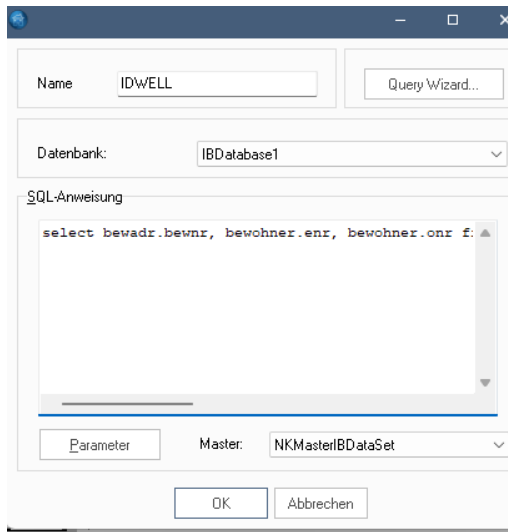 Name
IDWELL
Query Wizard...
Datenbank:
IBDatabase1
SQL-Anweisung
select bewadr.bewnr, bewohner.enr, bewohner.onr
Parameter
Master:
NKMasterIBDataSet
OK
Abbrechen